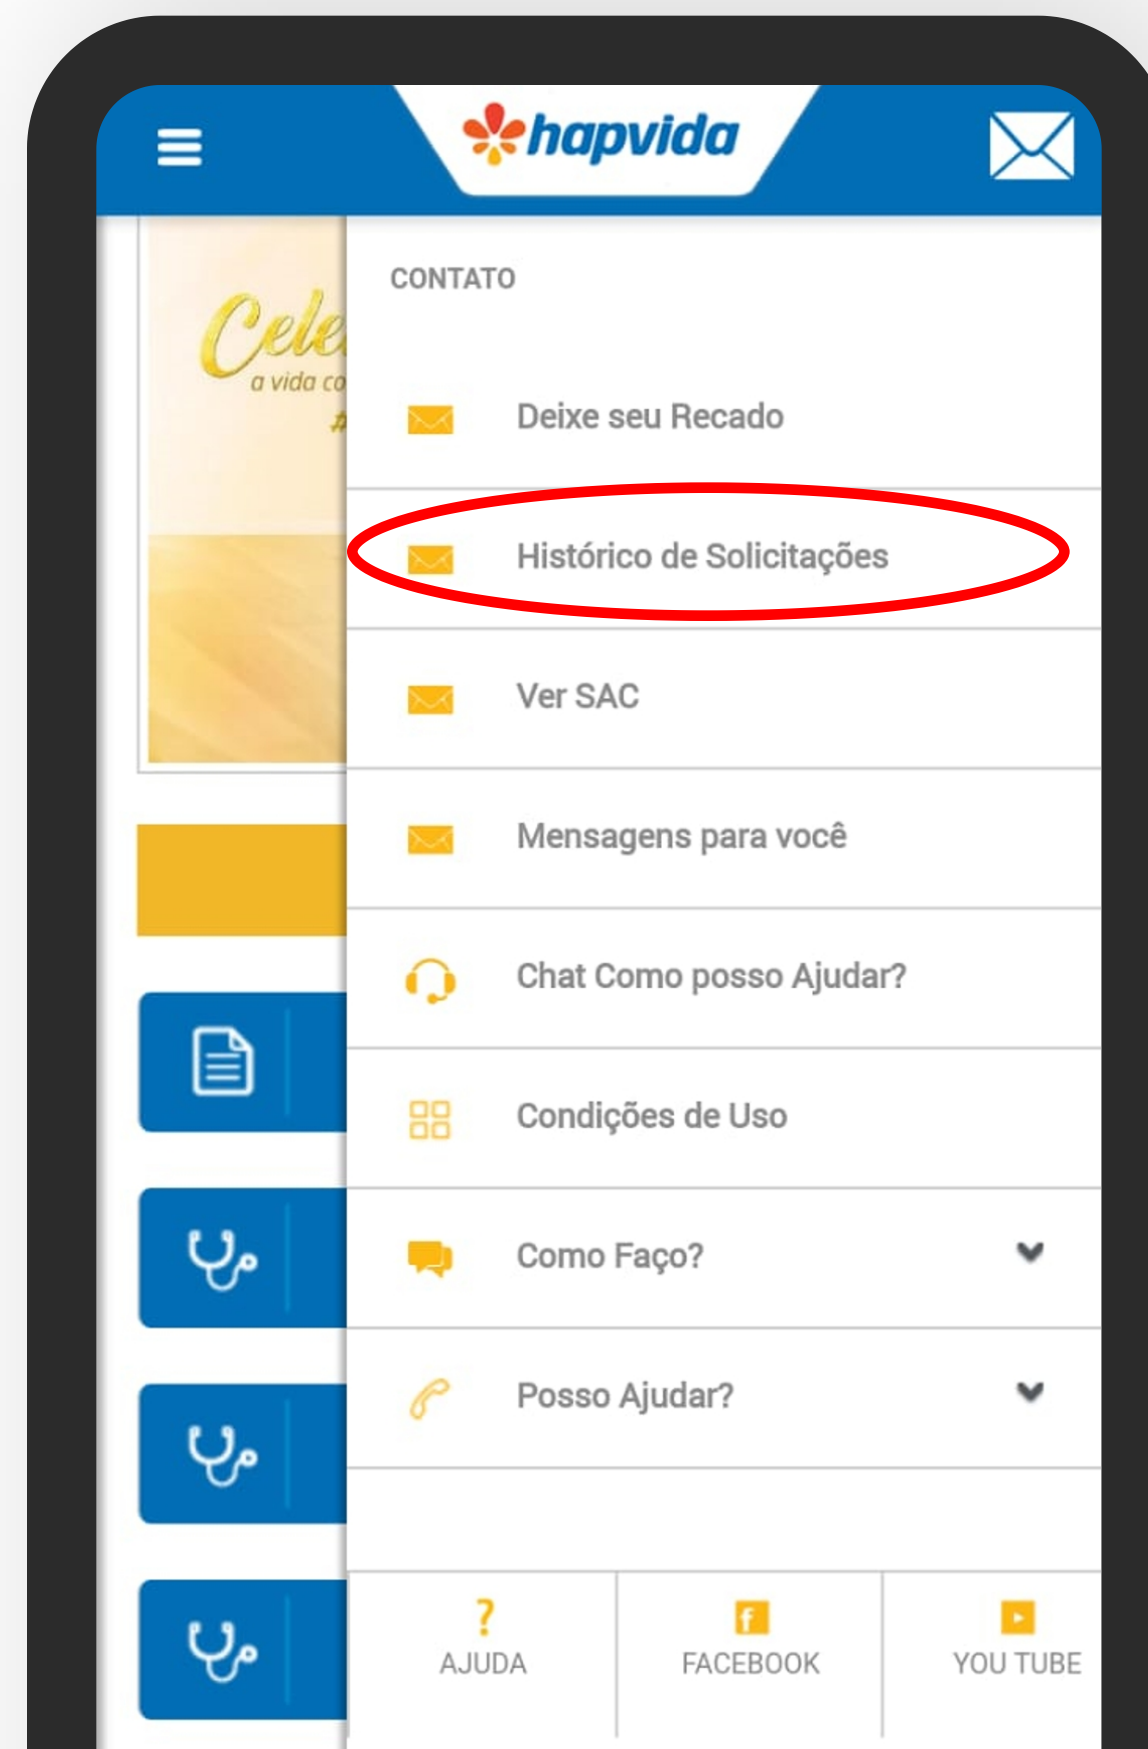 hapvida
CONTATO
Cele
a vida co
#
Deixe seu Recado
Histórico de Solicitações
Ver SAC
Mensagens para você
Chat Como posso Ajudar?
Condições de Uso
Como Faço?
Posso Ajudar?
?
AJUDA
f
FACEBOOK
YOU TUBE